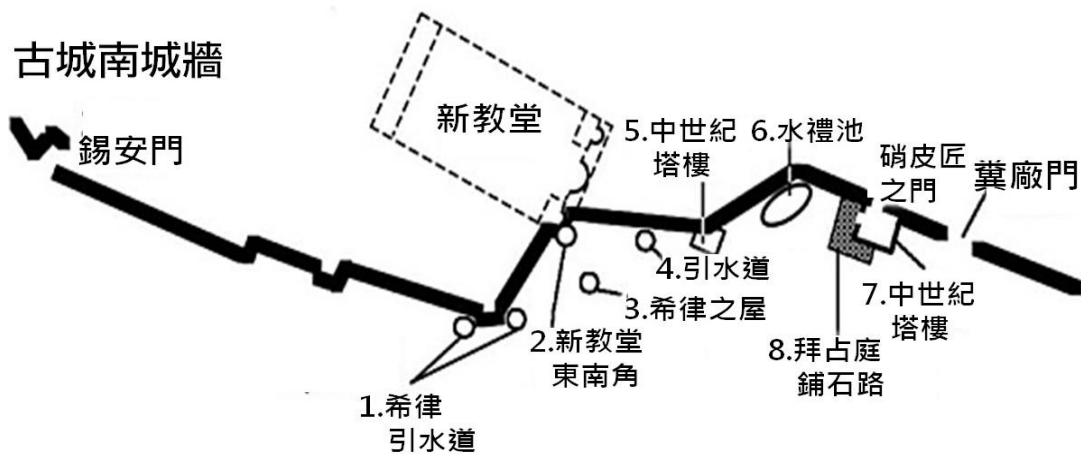 古城南城牆
錫安門
新教堂
5.中世紀
塔樓
6.水禮池
硝皮匠
之門
糞廠門
4.引水道
3.希律之屋
2.新教堂
東南角
1.希律
引水道
7.中世紀
塔樓
8.拜占庭
鋪石路